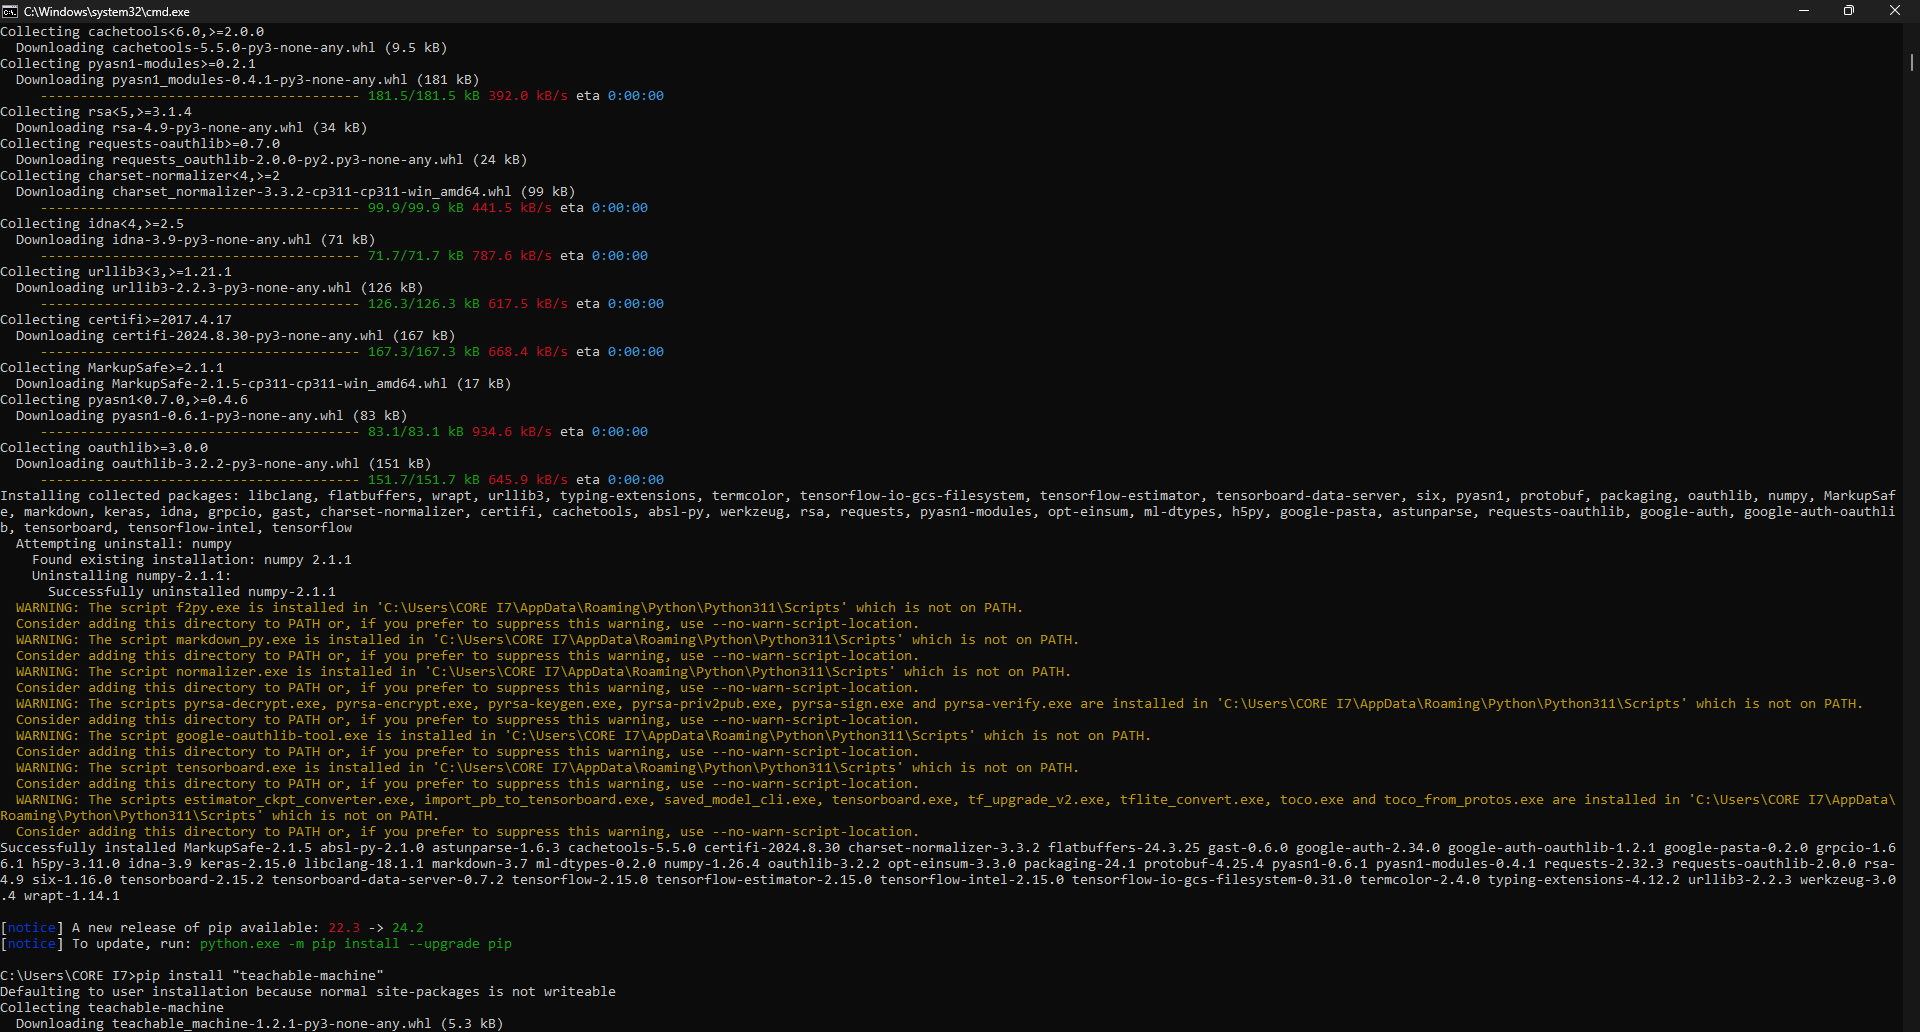 C:\Windows\system32\cmd.exe
Collecting cachetools<6.0,>=2.0.0
  Downloading cachetools-5.5.0-py3-none-any.whl (9.5 kB)
Collecting pyasn1-modules>=0.2.1
  Downloading pyasn1_modules-0.4.1-py3-none-any.whl (181 kB)
     ---------------------------------------- 181.5/181.5 kB 392.0 kB/s eta 0:00:00
Collecting rsa<5,>=3.1.4
  Downloading rsa-4.9-py3-none-any.whl (34 kB)
Collecting requests-oauthlib>=0.7.0
  Downloading requests_oauthlib-2.0.0-py2.py3-none-any.whl (24 kB)
Collecting charset-normalizer<4,>=2
  Downloading charset_normalizer-3.3.2-cp311-cp311-win_amd64.whl (99 kB)
     ---------------------------------------- 99.9/99.9 kB 441.5 kB/s eta 0:00:00
Collecting idna<4,>=2.5
  Downloading idna-3.9-py3-none-any.whl (71 kB)
     ---------------------------------------- 71.7/71.7 kB 787.6 kB/s eta 0:00:00
Collecting urllib3<3,>=1.21.1
  Downloading urllib3-2.2.3-py3-none-any.whl (126 kB)
     ---------------------------------------- 126.3/126.3 kB 617.5 kB/s eta 0:00:00
Collecting certifi>=2017.4.17
  Downloading certifi-2024.8.30-py3-none-any.whl (167 kB)
     ---------------------------------------- 167.3/167.3 kB 668.4 kB/s eta 0:00:00
Collecting MarkupSafe>=2.1.1
  Downloading MarkupSafe-2.1.5-cp311-cp311-win_amd64.whl (17 kB)
Collecting pyasn1<0.7.0,>=0.4.6
  Downloading pyasn1-0.6.1-py3-none-any.whl (83 kB)
     ---------------------------------------- 83.1/83.1 kB 934.6 kB/s eta 0:00:00
Collecting oauthlib>=3.0.0
  Downloading oauthlib-3.2.2-py3-none-any.whl (151 kB)
     ---------------------------------------- 151.7/151.7 kB 645.9 kB/s eta 0:00:00
Installing collected packages: libclang, flatbuffers, wrapt, urllib3, typing-extensions, termcolor, tensorflow-io-gcs-filesystem, tensorflow-estimator, tensorboard-data-server, six, pyasn1, protobuf, packaging, oauthlib, numpy, MarkupSaf
e, markdown, keras, idna, grpcio, gast, charset-normalizer, certifi, cachetools, absl-py, werkzeug, rsa, requests, pyasn1-modules, opt-einsum, ml-dtypes, h5py, google-pasta, astunparse, requests-oauthlib, google-auth, google-auth-oauthli
b, tensorboard, tensorflow-intel, tensorflow
  Attempting uninstall: numpy
    Found existing installation: numpy 2.1.1
    Uninstalling numpy-2.1.1:
      Successfully uninstalled numpy-2.1.1
  WARNING: The script f2py.exe is installed in 'C:\Users\CORE I7\AppData\Roaming\Python\Python311\Scripts' which is not on PATH.
  Consider adding this directory to PATH or, if you prefer to suppress this warning, use --no-warn-script-location.
  WARNING: The script markdown_py.exe is installed in 'C:\Users\CORE I7\AppData\Roaming\Python\Python311\Scripts' which is not on PATH.
  Consider adding this directory to PATH or, if you prefer to suppress this warning, use --no-warn-script-location.
  WARNING: The script normalizer.exe is installed in 'C:\Users\CORE I7\AppData\Roaming\Python\Python311\Scripts' which is not on PATH.
  Consider adding this directory to PATH or, if you prefer to suppress this warning, use --no-warn-script-location.
  WARNING: The scripts pyrsa-decrypt.exe, pyrsa-encrypt.exe, pyrsa-keygen.exe, pyrsa-priv2pub.exe, pyrsa-sign.exe and pyrsa-verify.exe are installed in 'C:\Users\CORE I7\AppData\Roaming\Python\Python311\Scripts' which is not on PATH.
  Consider adding this directory to PATH or, if you prefer to suppress this warning, use --no-warn-script-location.
  WARNING: The script google-oauthlib-tool.exe is installed in 'C:\Users\CORE I7\AppData\Roaming\Python\Python311\Scripts' which is not on PATH.
  Consider adding this directory to PATH or, if you prefer to suppress this warning, use --no-warn-script-location.
  WARNING: The script tensorboard.exe is installed in 'C:\Users\CORE I7\AppData\Roaming\Python\Python311\Scripts' which is not on PATH.
  Consider adding this directory to PATH or, if you prefer to suppress this warning, use --no-warn-script-location.
  WARNING: The scripts estimator_ckpt_converter.exe, import_pb_to_tensorboard.exe, saved_model_cli.exe, tensorboard.exe, tf_upgrade_v2.exe, tflite_convert.exe, toco.exe and toco_from_protos.exe are installed in 'C:\Users\CORE I7\AppData\
Roaming\Python\Python311\Scripts' which is not on PATH.
  Consider adding this directory to PATH or, if you prefer to suppress this warning, use --no-warn-script-location.
Successfully installed MarkupSafe-2.1.5 absl-py-2.1.0 astunparse-1.6.3 cachetools-5.5.0 certifi-2024.8.30 charset-normalizer-3.3.2 flatbuffers-24.3.25 gast-0.6.0 google-auth-2.34.0 google-auth-oauthlib-1.2.1 google-pasta-0.2.0 grpcio-1.6
6.1 h5py-3.11.0 idna-3.9 keras-2.15.0 libclang-18.1.1 markdown-3.7 ml-dtypes-0.2.0 numpy-1.26.4 oauthlib-3.2.2 opt-einsum-3.3.0 packaging-24.1 protobuf-4.25.4 pyasn1-0.6.1 pyasn1-modules-0.4.1 requests-2.32.3 requests-oauthlib-2.0.0 rsa-
4.9 six-1.16.0 tensorboard-2.15.2 tensorboard-data-server-0.7.2 tensorflow-2.15.0 tensorflow-estimator-2.15.0 tensorflow-intel-2.15.0 tensorflow-io-gcs-filesystem-0.31.0 termcolor-2.4.0 typing-extensions-4.12.2 urllib3-2.2.3 werkzeug-3.0
.4 wrapt-1.14.1
[notice] A new release of pip available: 22.3 -> 24.2
[notice] To update, run: python.exe -m pip install --upgrade pip
C:\Users\CORE I7>pip install "teachable-machine"
Defaulting to user installation because normal site-packages is not writeable
Collecting teachable-machine
  Downloading teachable_machine-1.2.1-py3-none-any.whl (5.3 kB)